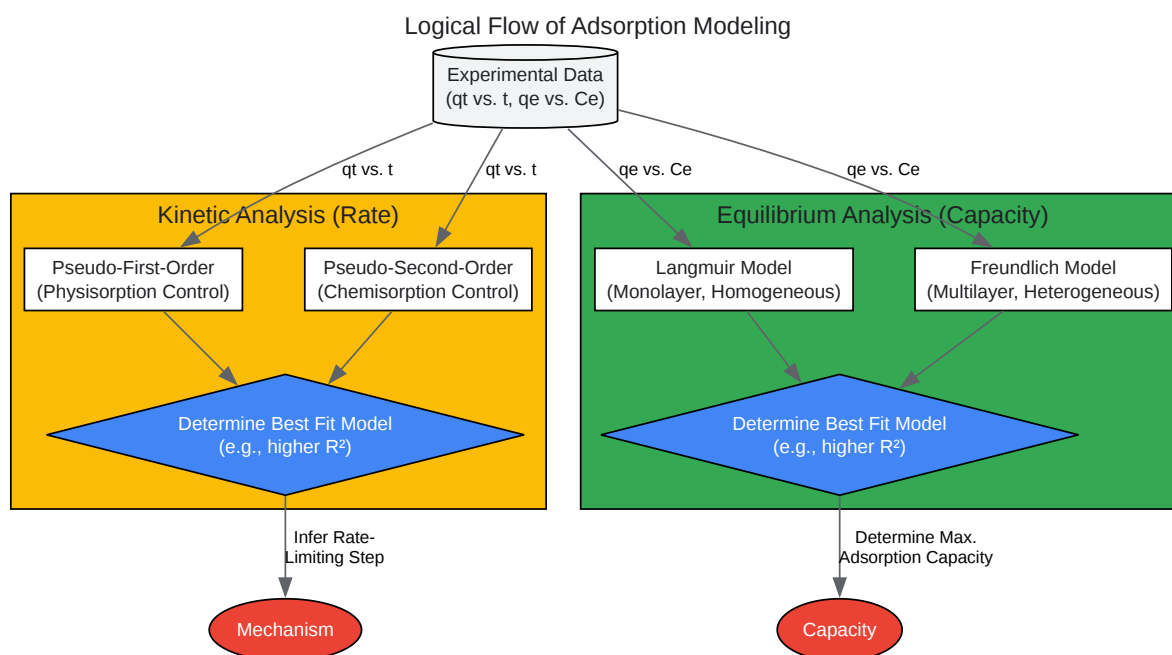 Logical Flow of Adsorption Modeling
Experimental Data
(qt vs. t, qe vs. Ce)
qt vs. t
qt vs. t
qe vs. Ce
qe vs. Ce
Kinetic Analysis (Rate)
Pseudo-First-Order
(Physisorption Control)
Pseudo-Second-Order
(Chemisorption Control)
Determine Best Fit Model
(e.g., higher R²)
Infer Rate-
Limiting Step
Mechanism
Equilibrium Analysis (Capacity)
Langmuir Model
(Monolayer, Homogeneous)
Freundlich Model
(Multilayer, Heterogeneous)
Determine Best Fit Model
(e.g., higher R²)
Determine Max.
Adsorption Capacity
Capacity